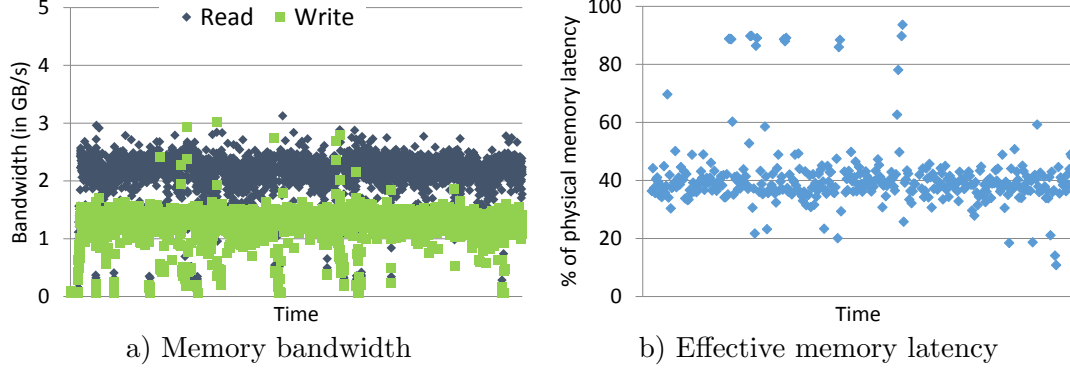 Read Write
Bandwidth (in GB/s)
5
4
3
2
1
0
Time
a) Memory bandwidth
% of physical memory latency
100
80
60
40
20
0
Time
b) Effective memory latency